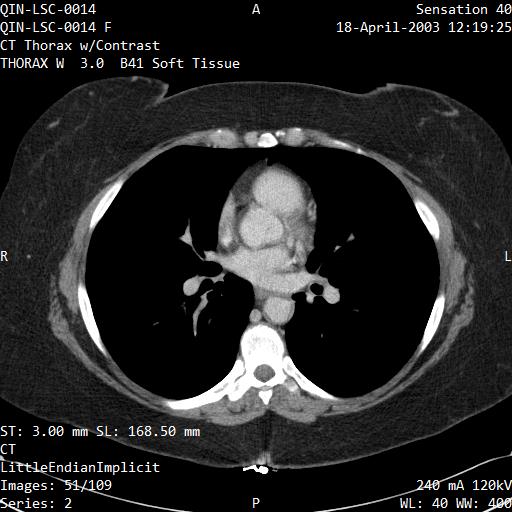 QIN-LSC-0014
A
Sensation 40
QIN-LSC-0014 F
18-April-2003 12:19:25
CT Thorax w/Contrast
THORAX W  3.0  B41 Soft Tissue
R
L
ST: 3.00 mm SL: 168.50 mm
CT
LittleEndianImplicit
Images: 51/109
240 mA 120kV
Series: 2
P
WL: 40 WW: 400